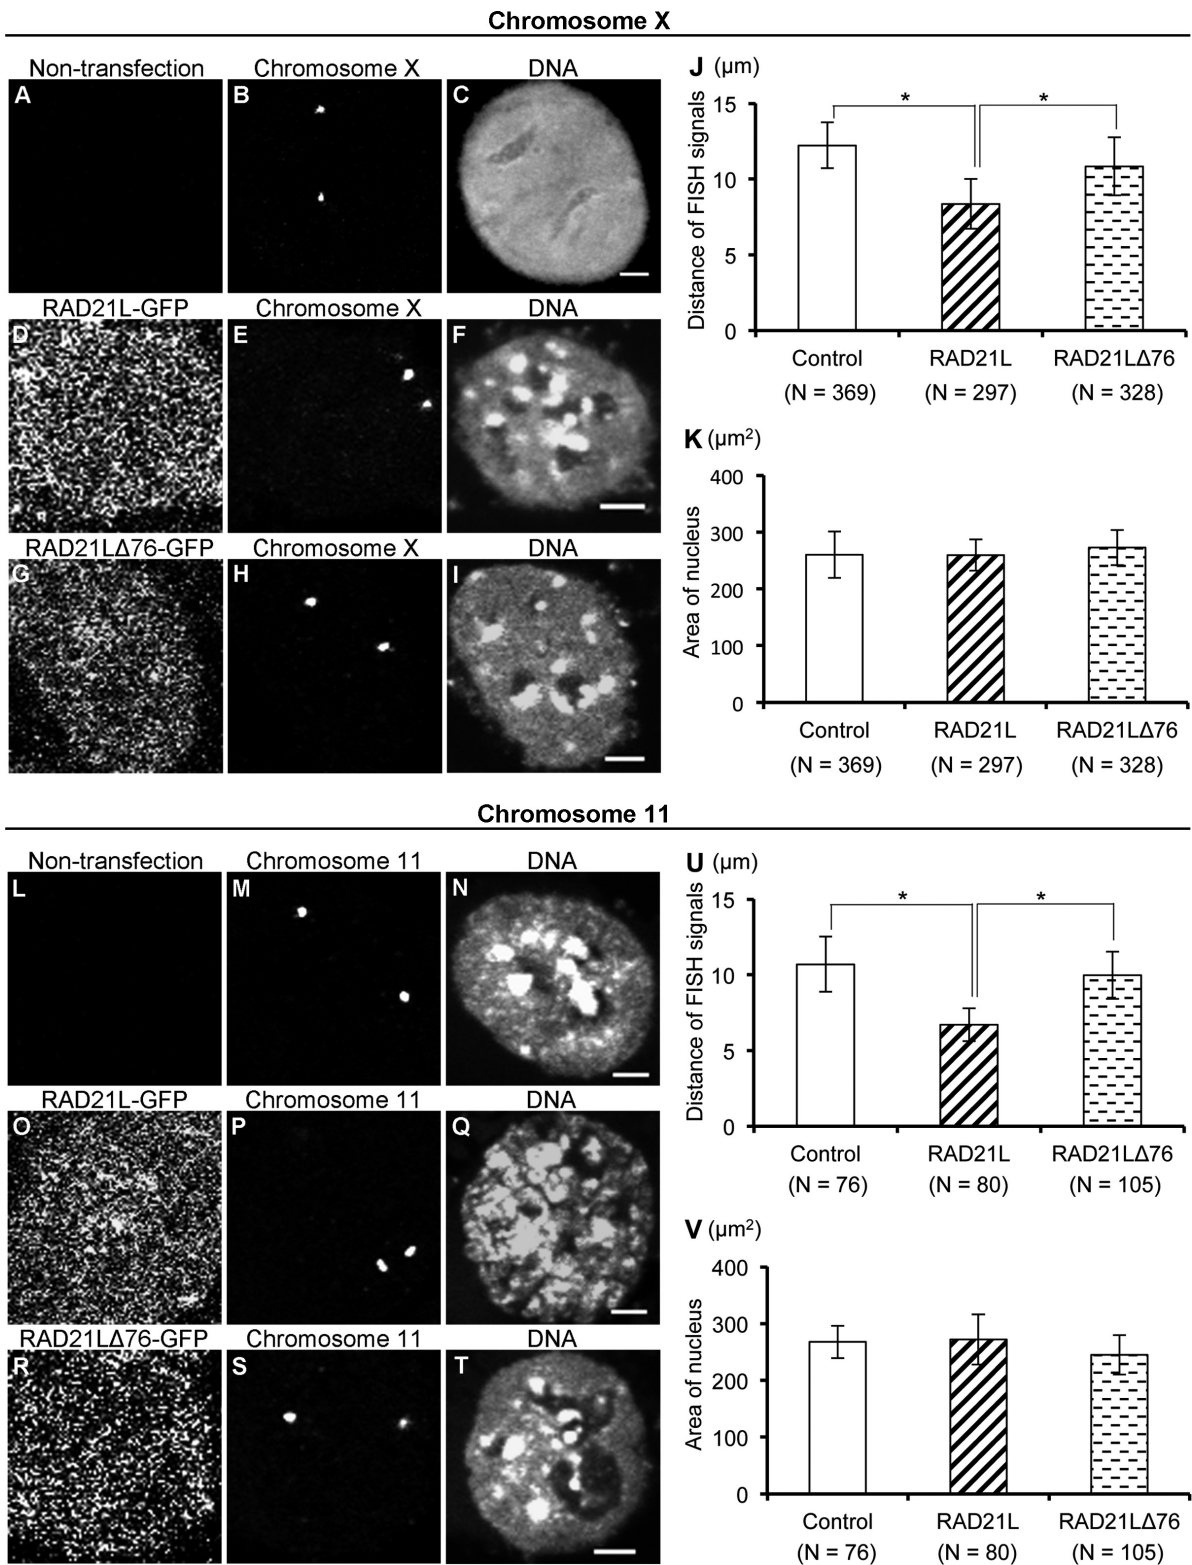 Chromosome X
Non-transfection Chromosome X DNA
A B C
RAD21L-GFP Chromosome X DNA
D E F
RAD21LΔ76-GFP Chromosome X DNA
G H I
J (μm)
Distance of FISH signals
15
10
5
0
* *
Control RAD21L RAD21LΔ76
(N = 369) (N = 297) (N = 328)
K (μm²)
Area of nucleus
400
300
200
100
0
Control RAD21L RAD21LΔ76
(N = 369) (N = 297) (N = 328)
Chromosome 11
Non-transfection Chromosome 11 DNA
L M N
RAD21L-GFP Chromosome 11 DNA
O P Q
RAD21LΔ76-GFP Chromosome 11 DNA
R S T
U (μm)
Distance of FISH signals
15
10
5
0
* *
Control RAD21L RAD21LΔ76
(N = 76) (N = 80) (N = 105)
V (μm²)
Area of nucleus
400
300
200
100
0
Control RAD21L RAD21LΔ76
(N = 76) (N = 80) (N = 105)